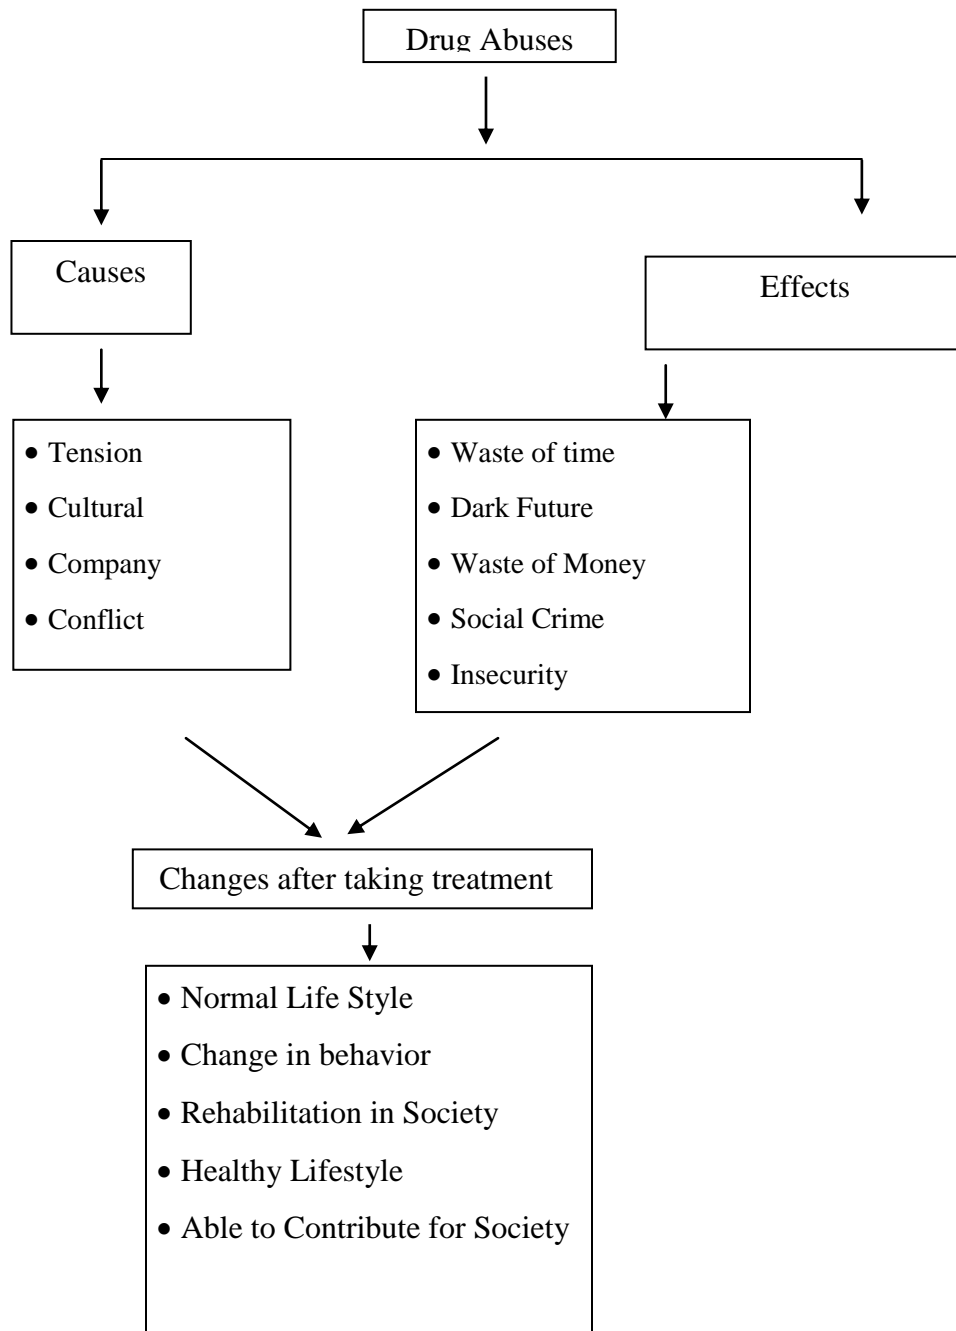 Drug Abuses
Causes
Effects
• Tension
• Cultural
• Company
• Conflict
• Waste of time
• Dark Future
• Waste of Money
• Social Crime
• Insecurity
Changes after taking treatment
• Normal Life Style
• Change in behavior
• Rehabilitation in Society
• Healthy Lifestyle
• Able to Contribute for Society